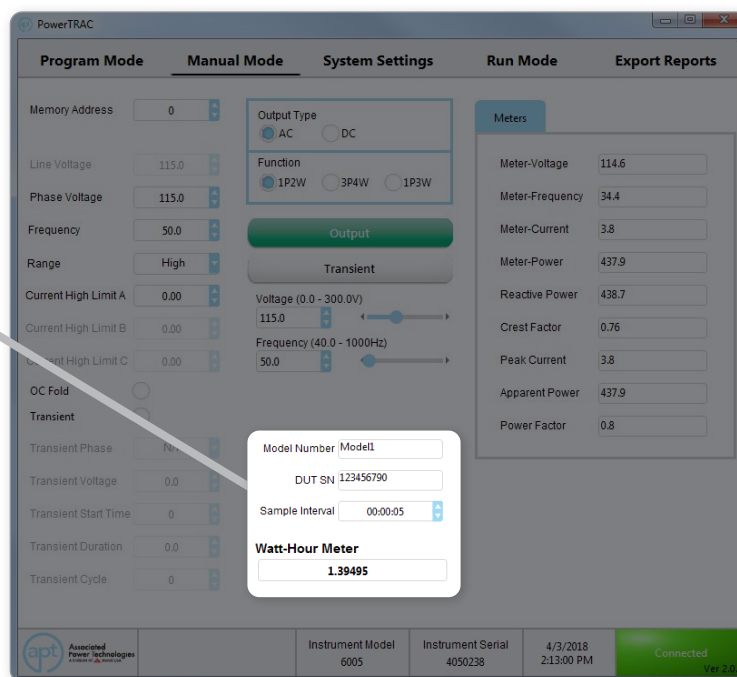 PowerTRAC
Program Mode Manual Mode System Settings Run Mode Export Reports
Memory Address 0
Line Voltage 115.0
Phase Voltage 115.0
Frequency 50.0
Range High
Current High Limit A 0.00
Current High Limit B 0.00
Current High Limit C 0.00
OC Fold
Transient
Transient Phase N/A
Transient Voltage 0.0
Transient Start Time 0
Transient Duration 0.0
Transient Cycle 0
Output Type
AC DC
Function
1P2W 3P4W 1P3W
Output
Transient
Voltage (0.0 - 300.0V)
115.0
Frequency (40.0 - 1000Hz)
50.0
Model Number Model1
DUT SN 123456790
Sample Interval 00:00:05
Watt-Hour Meter
1.39495
Meters
Meter-Voltage 114.6
Meter-Frequency 34.4
Meter-Current 3.8
Meter-Power 437.9
Reactive Power 438.7
Crest Factor 0.76
Peak Current 3.8
Apparent Power 437.9
Power Factor 0.8
apt Associated
Power Technologies
Instrument Model
6005
Instrument Serial
4050238
4/3/2018
2:13:00 PM
Connected
Ver 2.0